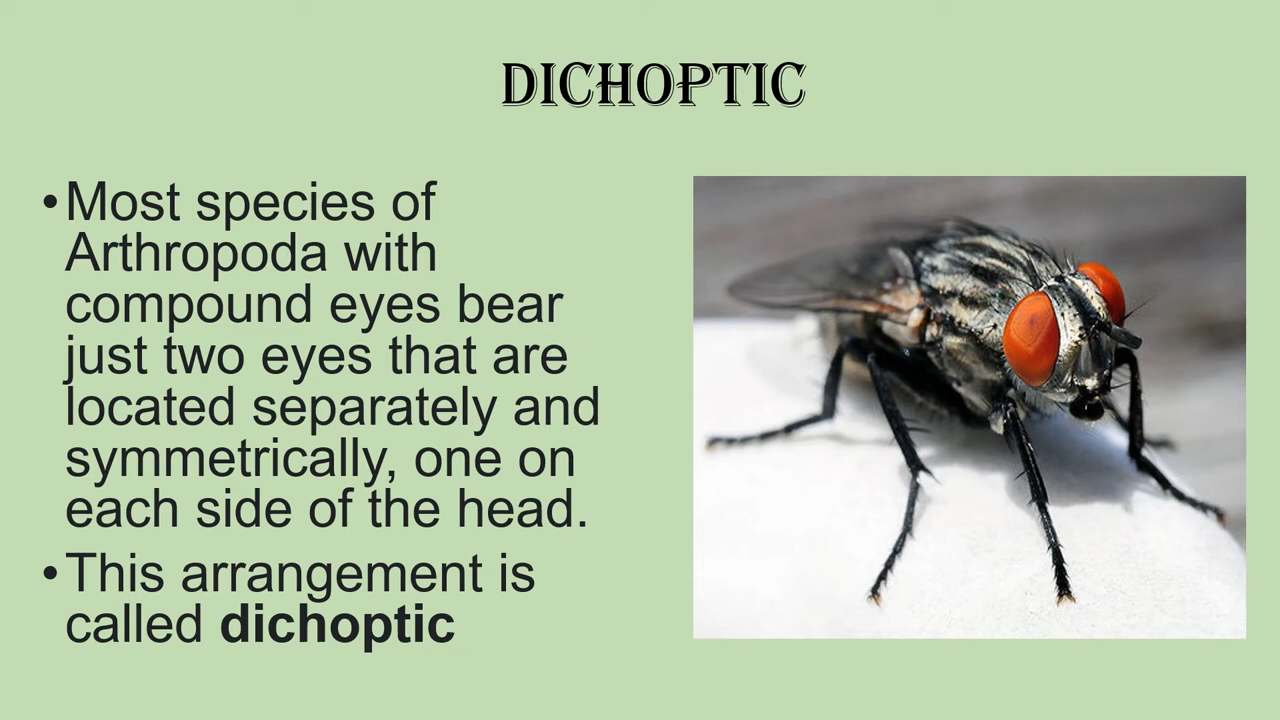 DICHOPTIC
•Most species of
Arthropoda with
compound eyes bear
just two eyes that are
located separately and
symmetrically, one on
each side of the head.
•This arrangement is
called dichoptic